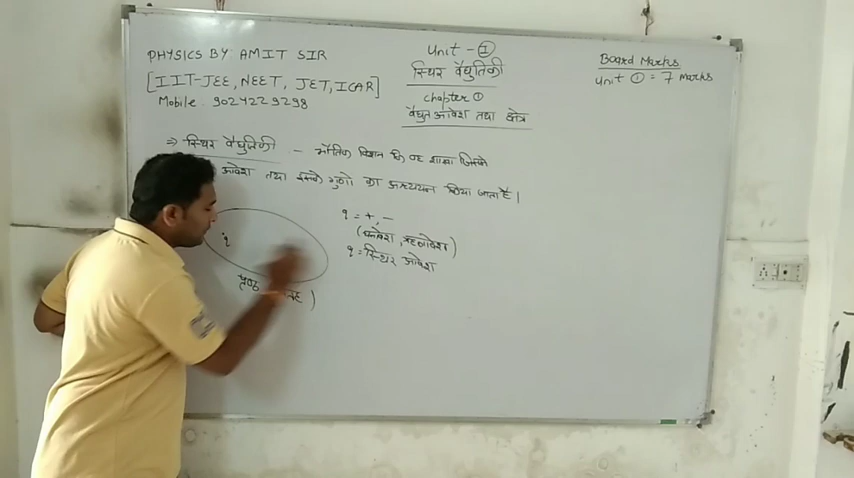 PHYSICS BY: AMIT SIR
[IIT-JEE, NEET, JET, ICAR]
Mobile. 9024229298
Unit - ①
स्थिर वैद्युतिकी
chapter ①
वैद्युत आवेश तथा क्षेत्र
Board Marks
Unit ① = 7 Marks
⇒ स्थिर वैद्युतिकी - भौतिक विज्ञान की वह शाखा जिसमें
आवेश तथा इसके गुणों का अध्ययन किया जाता है।
q = +, -
(धनावेश, ऋणावेश)
q = स्थिर आवेश
q
पृष्ठ